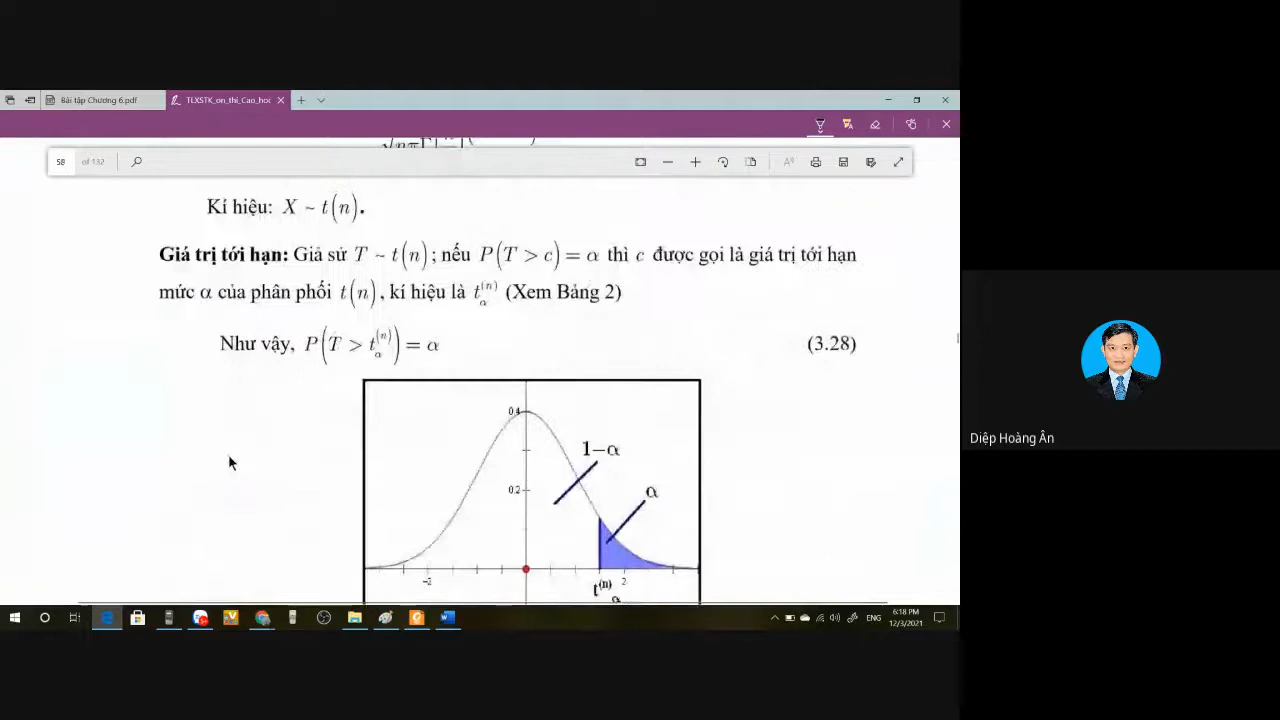 Bài tập Chương 6.pdf
TLXSTK_on_thi_Cao_hoc
58 of 132
Kí hiệu: X ~ t(n).
Giá trị tới hạn: Giả sử T ~ t(n); nếu P(T > c) = α thì c được gọi là giá trị tới hạn
mức α của phân phối t(n), kí hiệu là t_α^(n) (Xem Bảng 2)
Như vậy, P(T > t_α^(n)) = α (3.28)
0.4
1−α
0.2
α
-2
2
t_α^(n)
Diệp Hoàng Ân
ENG
6:18 PM
12/3/2021